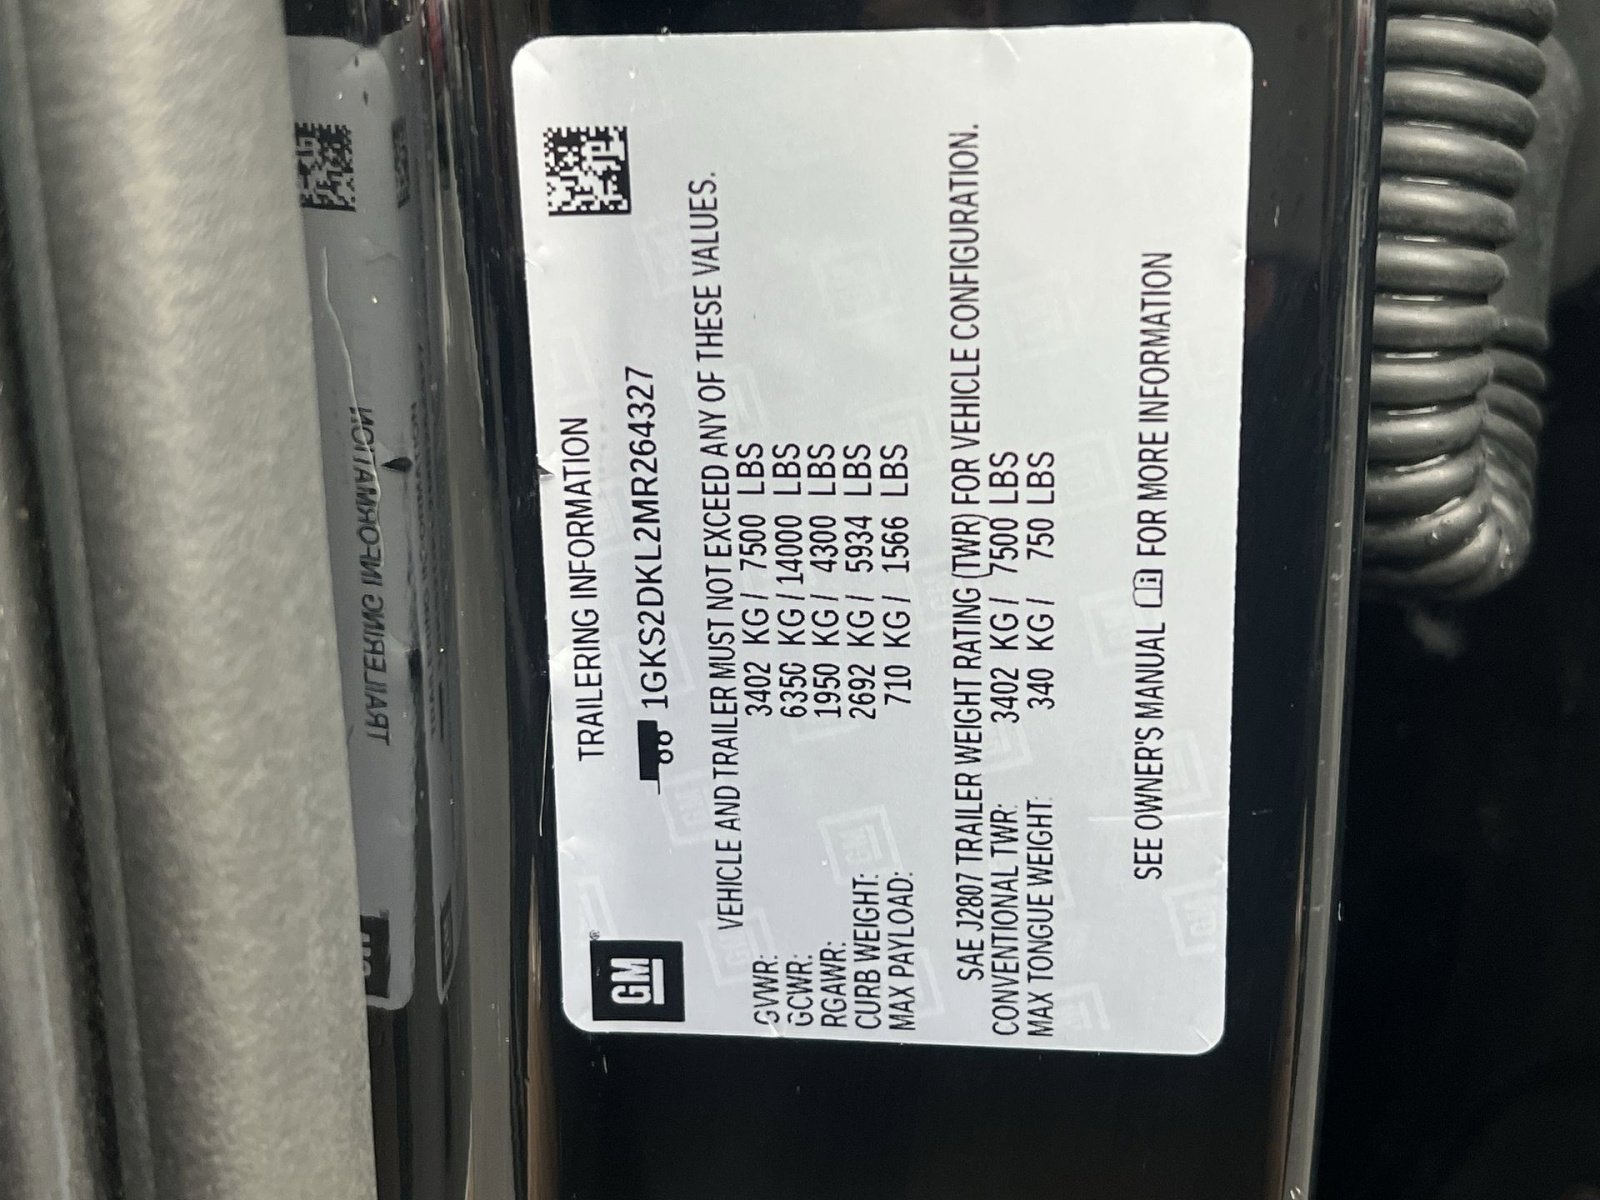 GM
TRAILERING INFORMATION
1GKS2DKL2MR264327
VEHICLE AND TRAILER MUST NOT EXCEED ANY OF THESE VALUES.
GVWR: 3402 KG / 7500 LBS
GCWR: 6350 KG / 14000 LBS
RGAWR: 1950 KG / 4300 LBS
CURB WEIGHT: 2692 KG / 5934 LBS
MAX PAYLOAD: 710 KG / 1566 LBS
SAE J2807 TRAILER WEIGHT RATING (TWR) FOR VEHICLE CONFIGURATION.
CONVENTIONAL TWR: 3402 KG / 7500 LBS
MAX TONGUE WEIGHT: 340 KG / 750 LBS
SEE OWNER'S MANUAL FOR MORE INFORMATION
TRAILERING INFORMATION